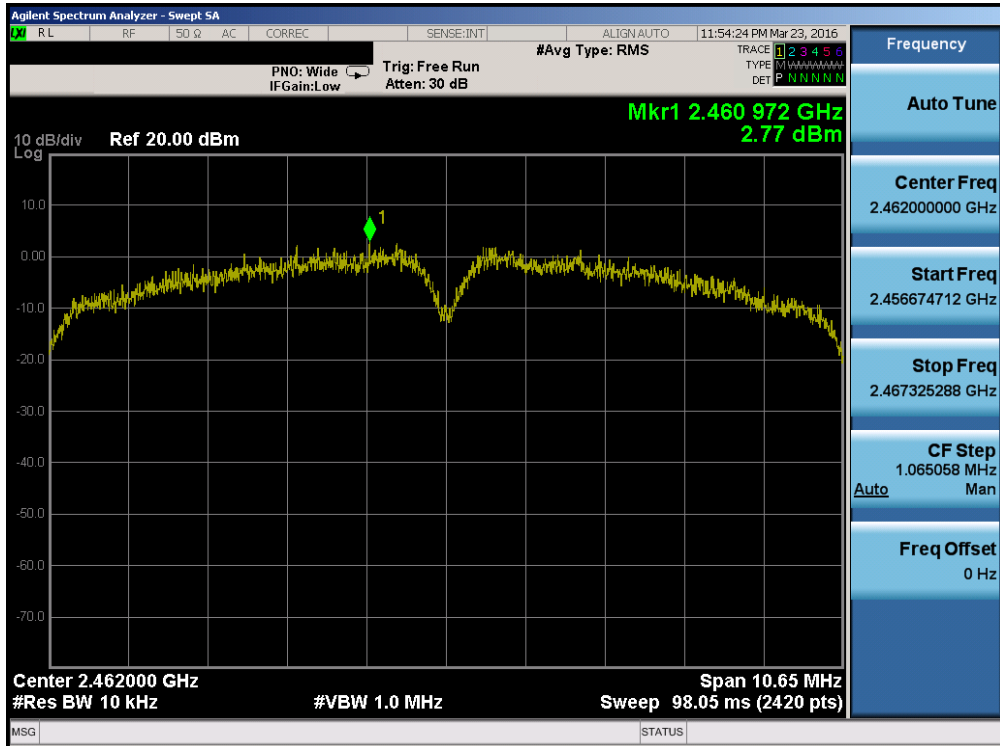 Agilent Spectrum Analyzer - Swept SA
LXI RL RF 50 Ω AC CORREC SENSE:INT ALIGN AUTO 11:54:24 PM Mar 23, 2016
#Avg Type: RMS TRACE 1 2 3 4 5 6
PNO: Wide Trig: Free Run TYPE M WWWWW
IFGain:Low Atten: 30 dB DET P N N N N N
Mkr1 2.460 972 GHz
2.77 dBm
10 dB/div Ref 20.00 dBm
Log
1
10.0
0.00
-10.0
-20.0
-30.0
-40.0
-50.0
-60.0
-70.0
Center 2.462000 GHz Span 10.65 MHz
#Res BW 10 kHz #VBW 1.0 MHz Sweep 98.05 ms (2420 pts)
MSG STATUS
Frequency
Auto Tune
Center Freq
2.462000000 GHz
Start Freq
2.456674712 GHz
Stop Freq
2.467325288 GHz
CF Step
1.065058 MHz
Auto Man
Freq Offset
0 Hz